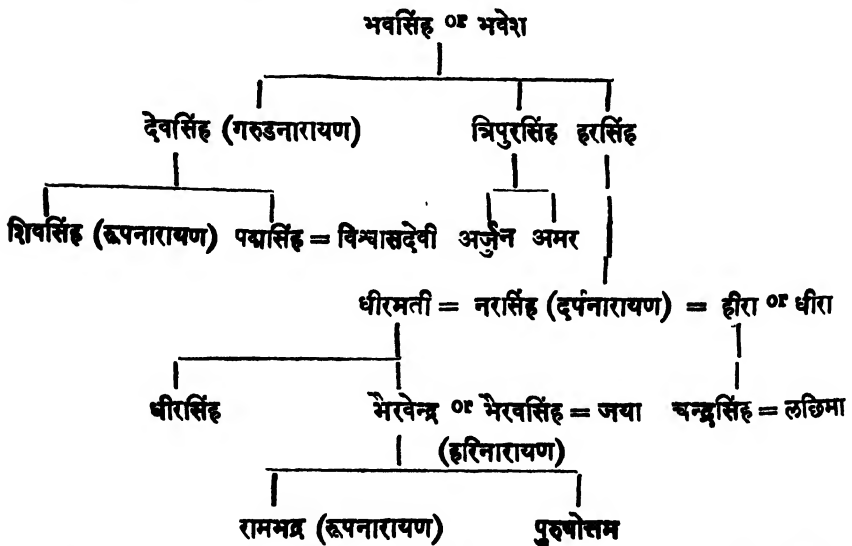 भवसिंह or भवेश
देवसिंह (गरुडनारायण) त्रिपुरसिंह हरसिंह
शिवसिंह (रूपनारायण) पद्मसिंह = विश्वासदेवी अर्जुन अमर
धीरमती = नरसिंह (दर्पनारायण) = हीरा or धीरा
धीरसिंह भैरवेन्द्र or भैरवसिंह = जया चन्द्रसिंह = लछिमा
(हरिनारायण)
रामभद्र (रूपनारायण) पुरुषोत्तम